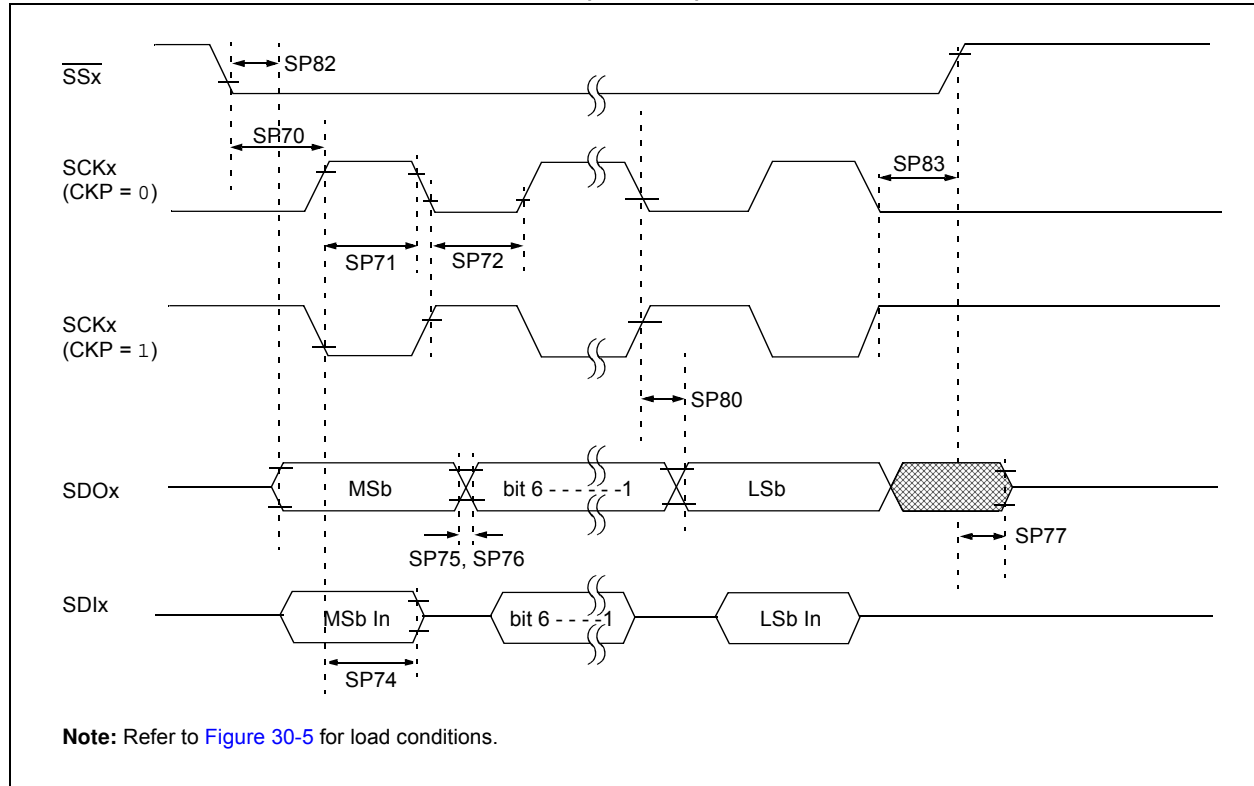 SSx
SP82
SP70
SCKx
(CKP = 0)
SP83
SP71
SP72
SCKx
(CKP = 1)
SP80
SDOx
MSb
bit 6 - - - - - -1
LSb
SP77
SP75, SP76
SDIx
MSb In
bit 6 - - - -1
LSb In
SP74
Note: Refer to Figure 30-5 for load conditions.